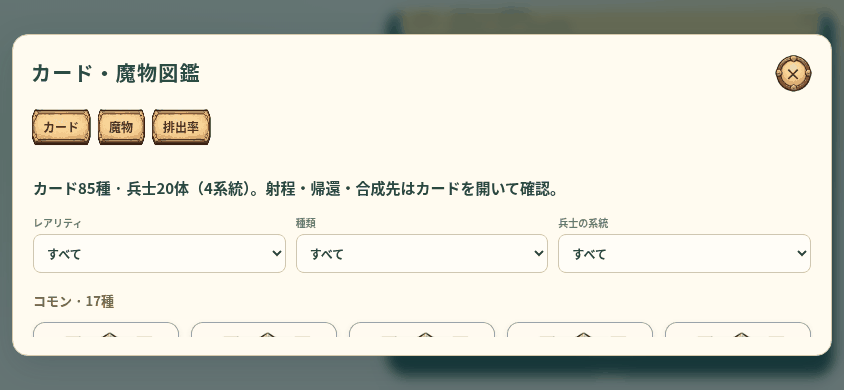 カード・魔物図鑑
カード 魔物 排出率
カード85種・兵士20体（4系統）。射程・帰還・合成先はカードを開いて確認。
レアリティ 種類 兵士の系統
すべて すべて すべて
コモン・17種